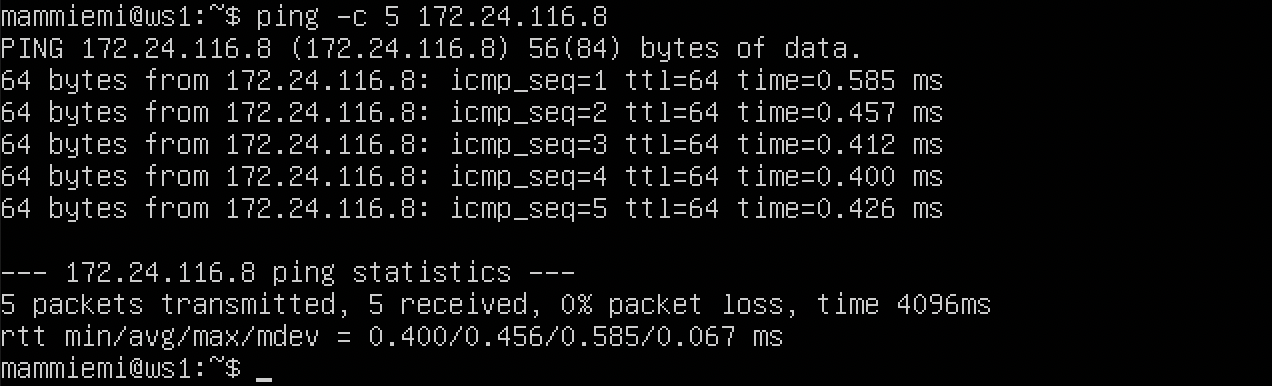 mammiemi@ws1:~$ ping -c 5 172.24.116.8
PING 172.24.116.8 (172.24.116.8) 56(84) bytes of data.
64 bytes from 172.24.116.8: icmp_seq=1 ttl=64 time=0.585 ms
64 bytes from 172.24.116.8: icmp_seq=2 ttl=64 time=0.457 ms
64 bytes from 172.24.116.8: icmp_seq=3 ttl=64 time=0.412 ms
64 bytes from 172.24.116.8: icmp_seq=4 ttl=64 time=0.400 ms
64 bytes from 172.24.116.8: icmp_seq=5 ttl=64 time=0.426 ms
--- 172.24.116.8 ping statistics ---
5 packets transmitted, 5 received, 0% packet loss, time 4096ms
rtt min/avg/max/mdev = 0.400/0.456/0.585/0.067 ms
mammiemi@ws1:~$ _